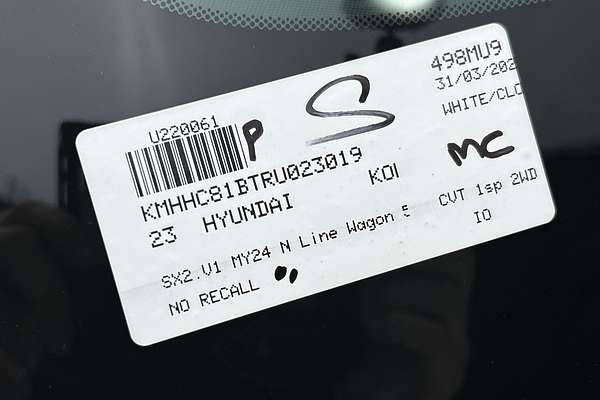 U220061
P
S
498MU9
31/03/202
WHITE/CLO
KMHHC81BTRU023019
KOI
MC
23 HYUNDAI
CVT 1sp 2WD
SX2.V1 MY24 N Line Wagon 5
IO
NO RECALL